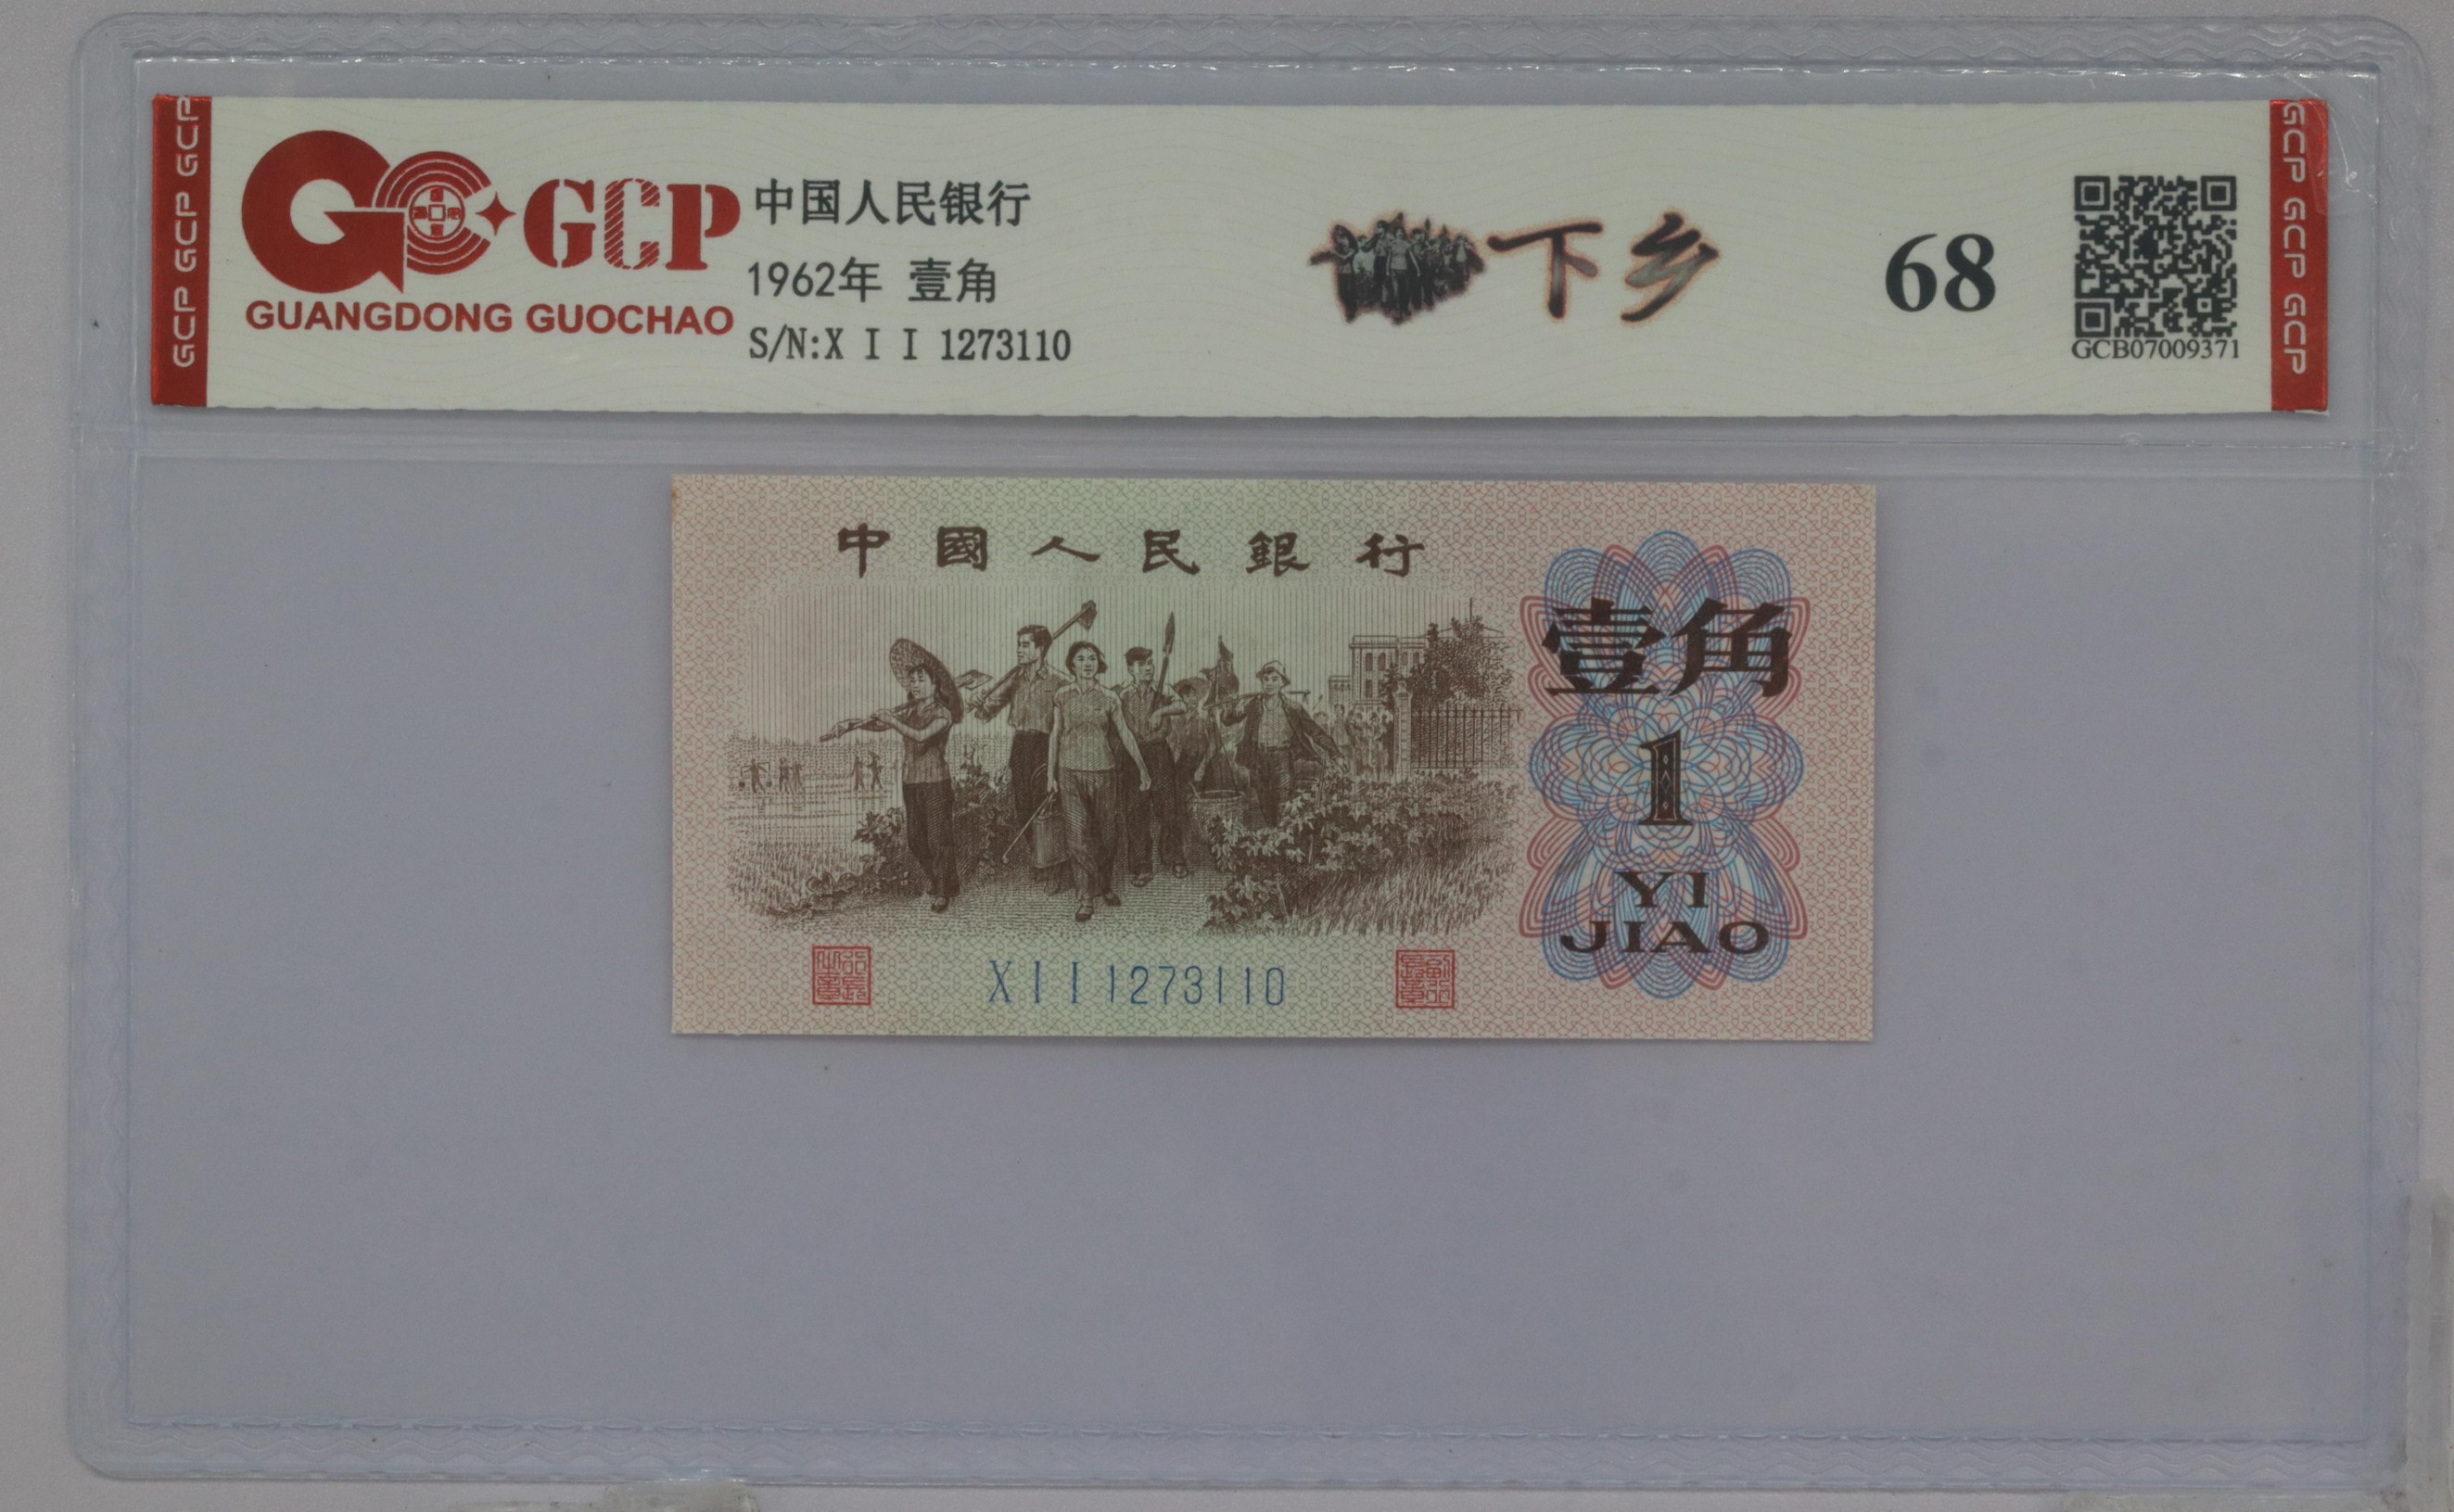 GCP GCP GCP
GCP
GUANGDONG GUOCHAO
中国人民银行
1962年 壹角
S/N:X I I 1273110
下乡
68
GCB07009371
GCP GCP GCP
中國人民銀行
壹角
1
YI
JIAO
X I I 1273110